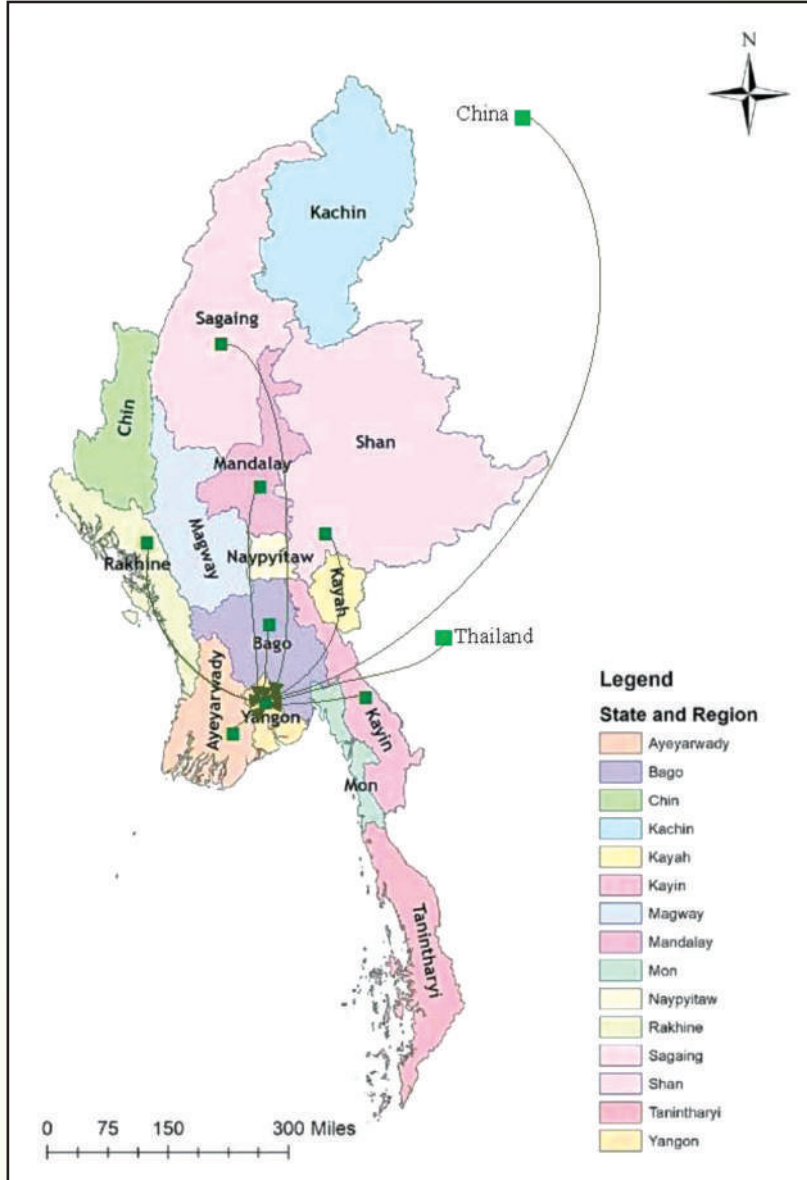 N
China
Kachin
Sagaing
Chin
Shan
Mandalay
Magway
Rakhine
Naypyitaw
Kayah
Bago
Thailand
Ayeyarwady
Yangon
Kayin
Mon
Tanintharyi
Legend
State and Region
Ayeyarwady
Bago
Chin
Kachin
Kayah
Kayin
Magway
Mandalay
Mon
Naypyitaw
Rakhine
Sagaing
Shan
Tanintharyi
Yangon
0 75 150 300 Miles